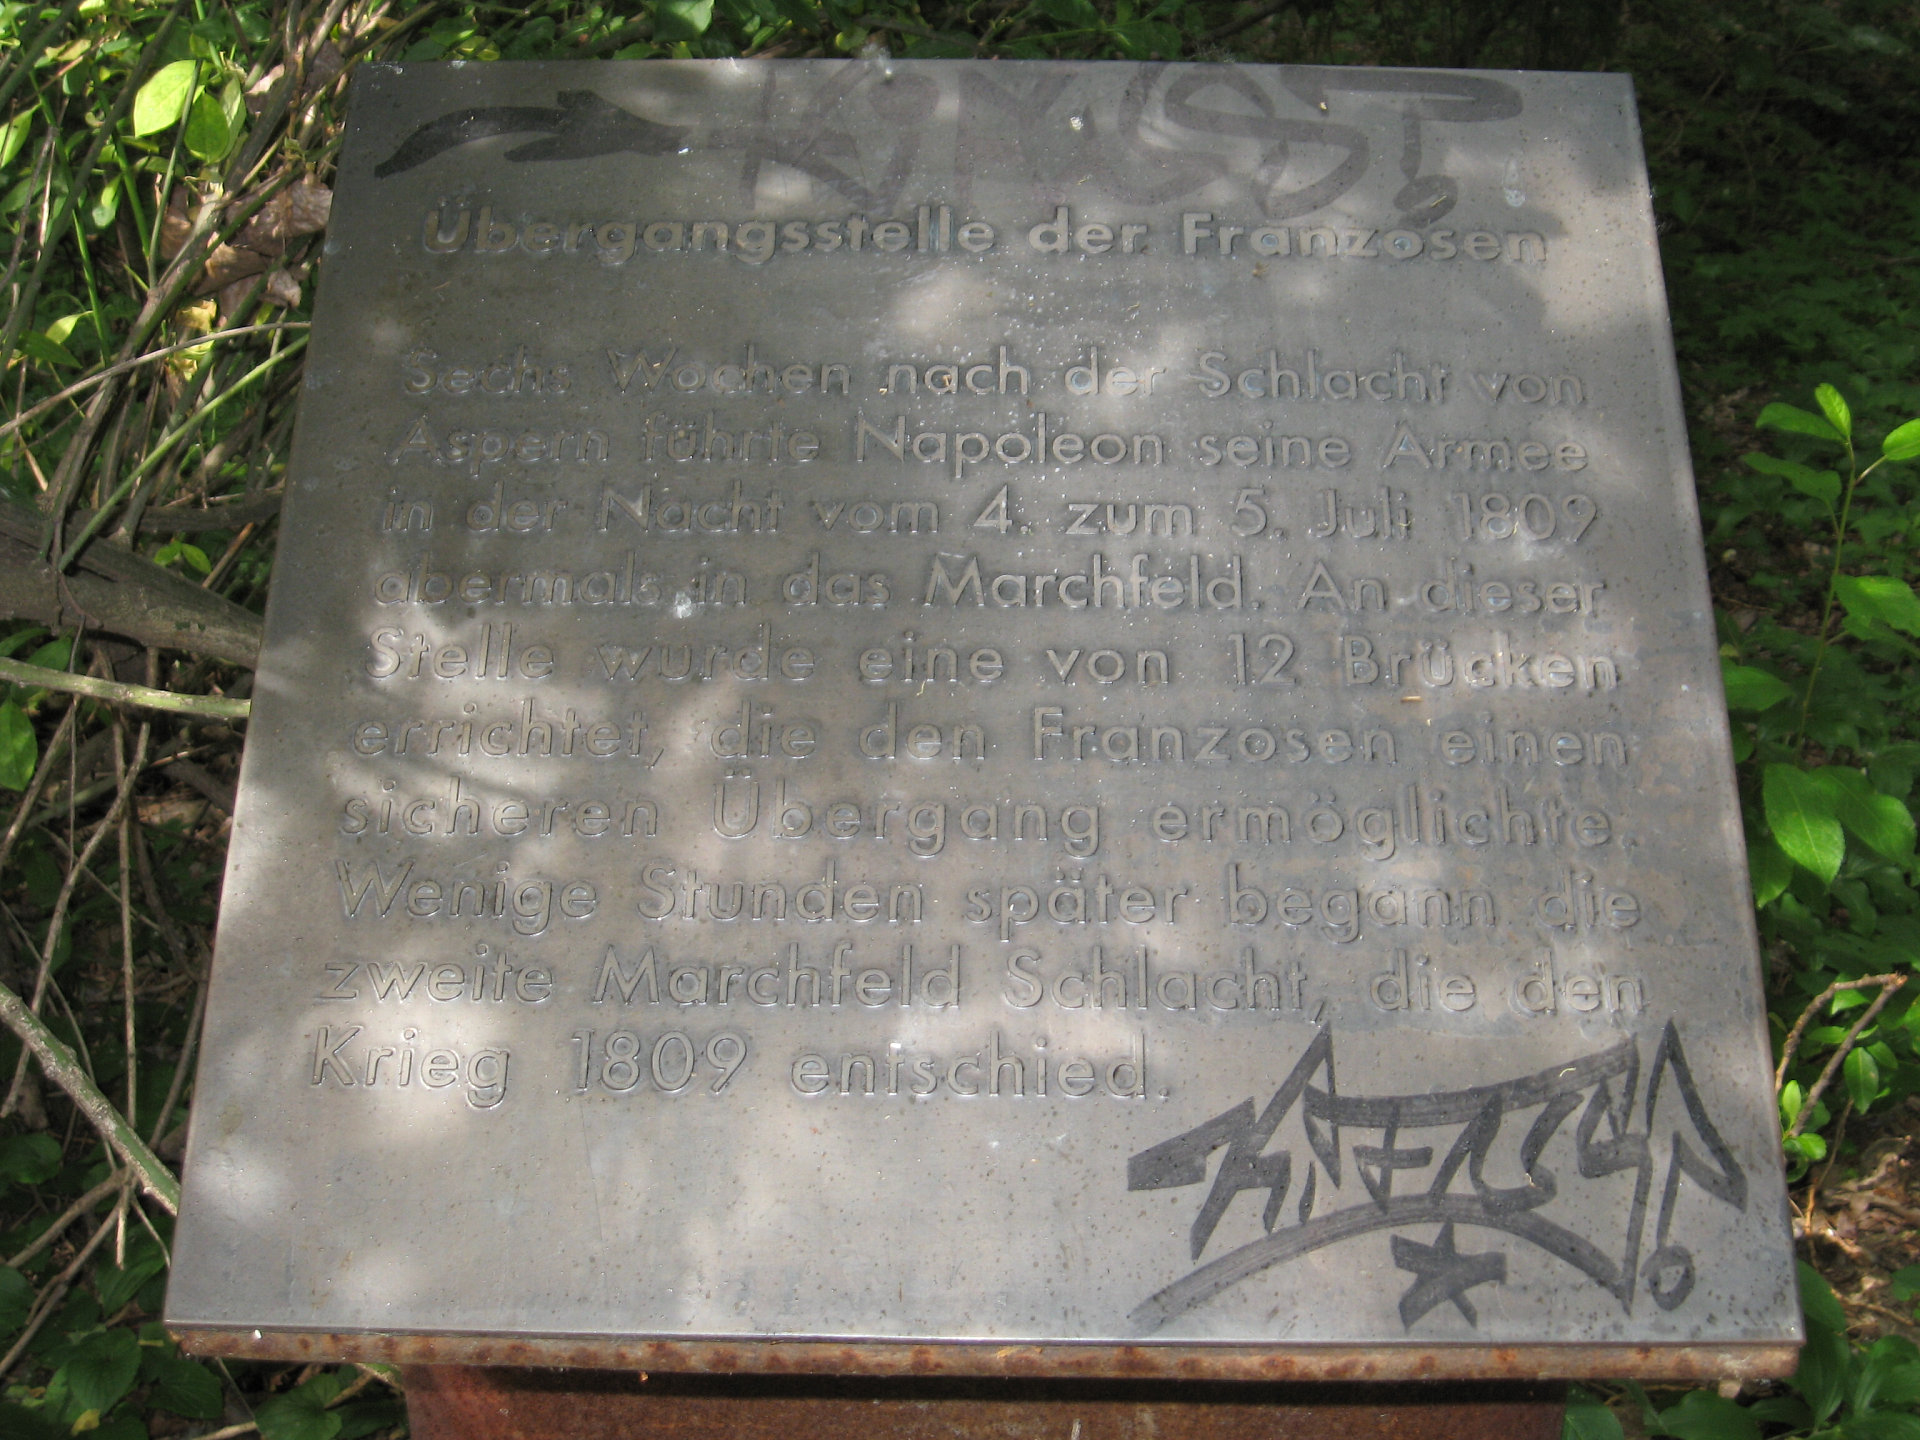 Übergangsstelle der Franzosen
Sechs Wochen nach der Schlacht von
Aspern führte Napoleon seine Armee
in der Nacht vom 4. zum 5. Juli 1809
abermals in das Marchfeld. An dieser
Stelle wurde eine von 12 Brücken
errichtet, die den Franzosen einen
sicheren Übergang ermöglichte.
Wenige Stunden später begann die
zweite Marchfeld Schlacht, die den
Krieg 1809 entschied.